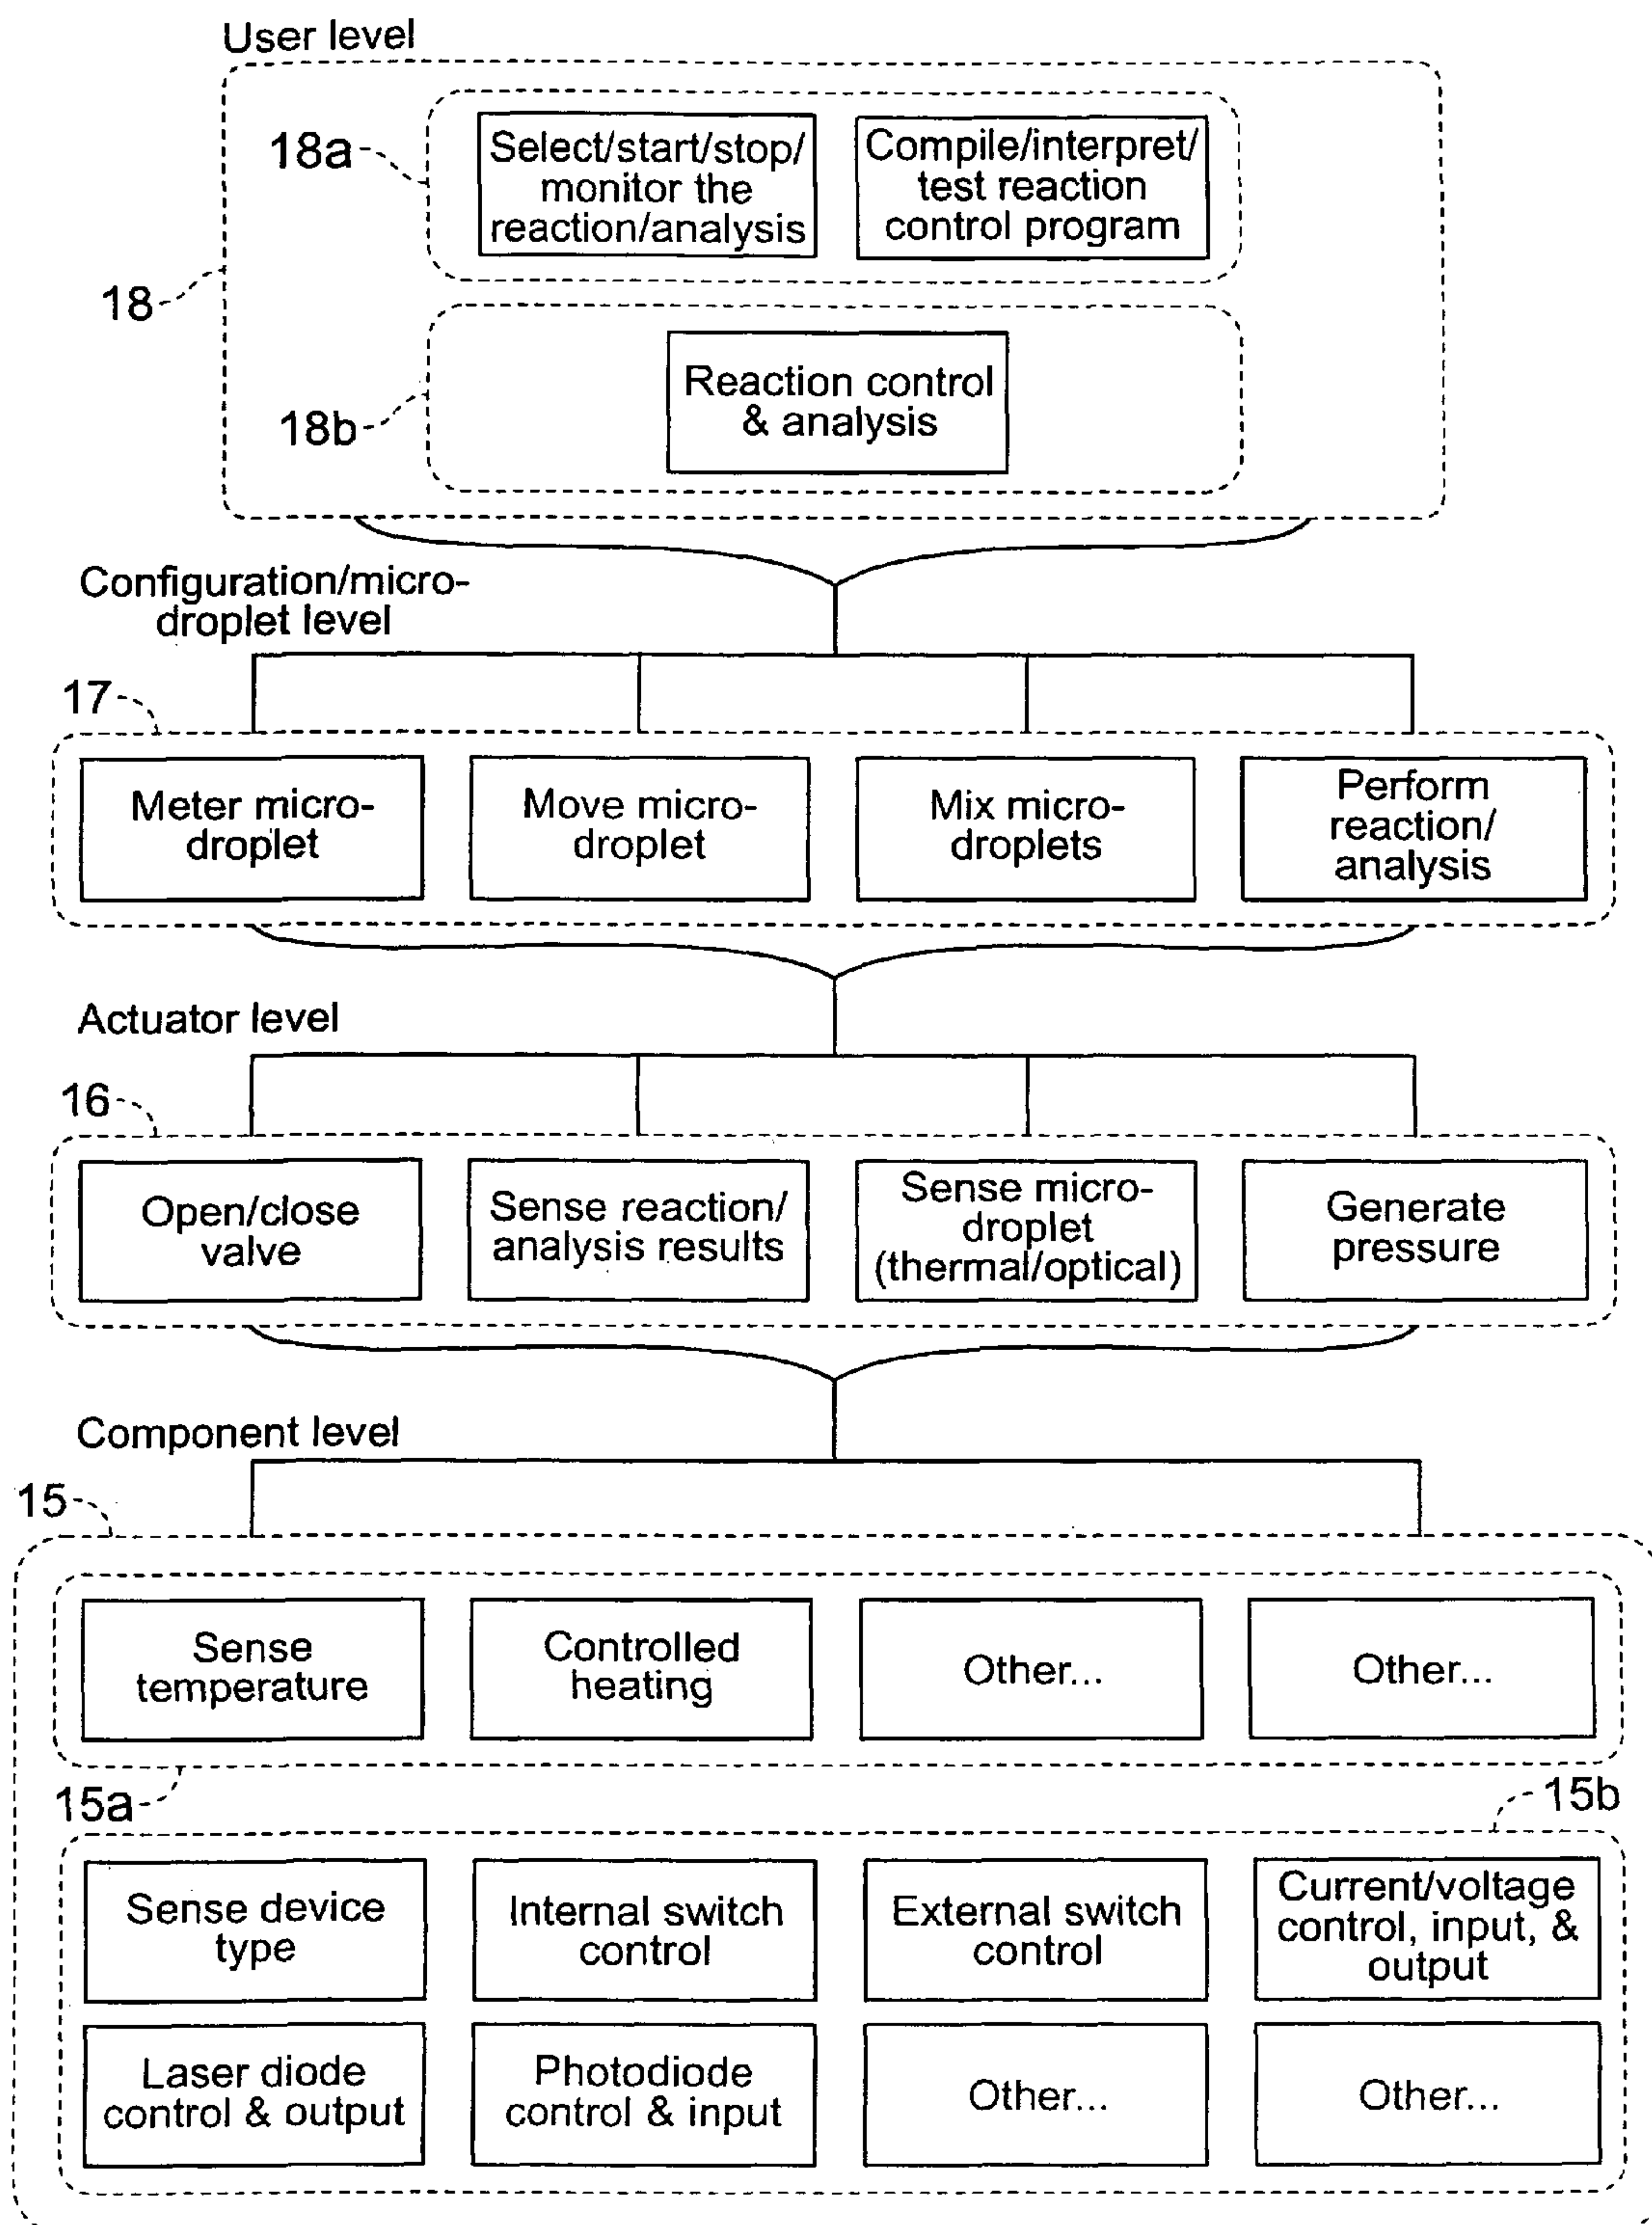 User level
18a
Select/start/stop/
monitor the
reaction/analysis
Compile/interpret/
test reaction
control program
18
18b
Reaction control
& analysis
Configuration/micro-
droplet level
17
Meter micro-
droplet
Move micro-
droplet
Mix micro-
droplets
Perform
reaction/
analysis
Actuator level
16
Open/close
valve
Sense reaction/
analysis results
Sense micro-
droplet
(thermal/optical)
Generate
pressure
Component level
15
Sense
temperature
Controlled
heating
Other...
Other...
15a
15b
Sense device
type
Internal switch
control
External switch
control
Current/voltage
control, input, &
output
Laser diode
control & output
Photodiode
control & input
Other...
Other...